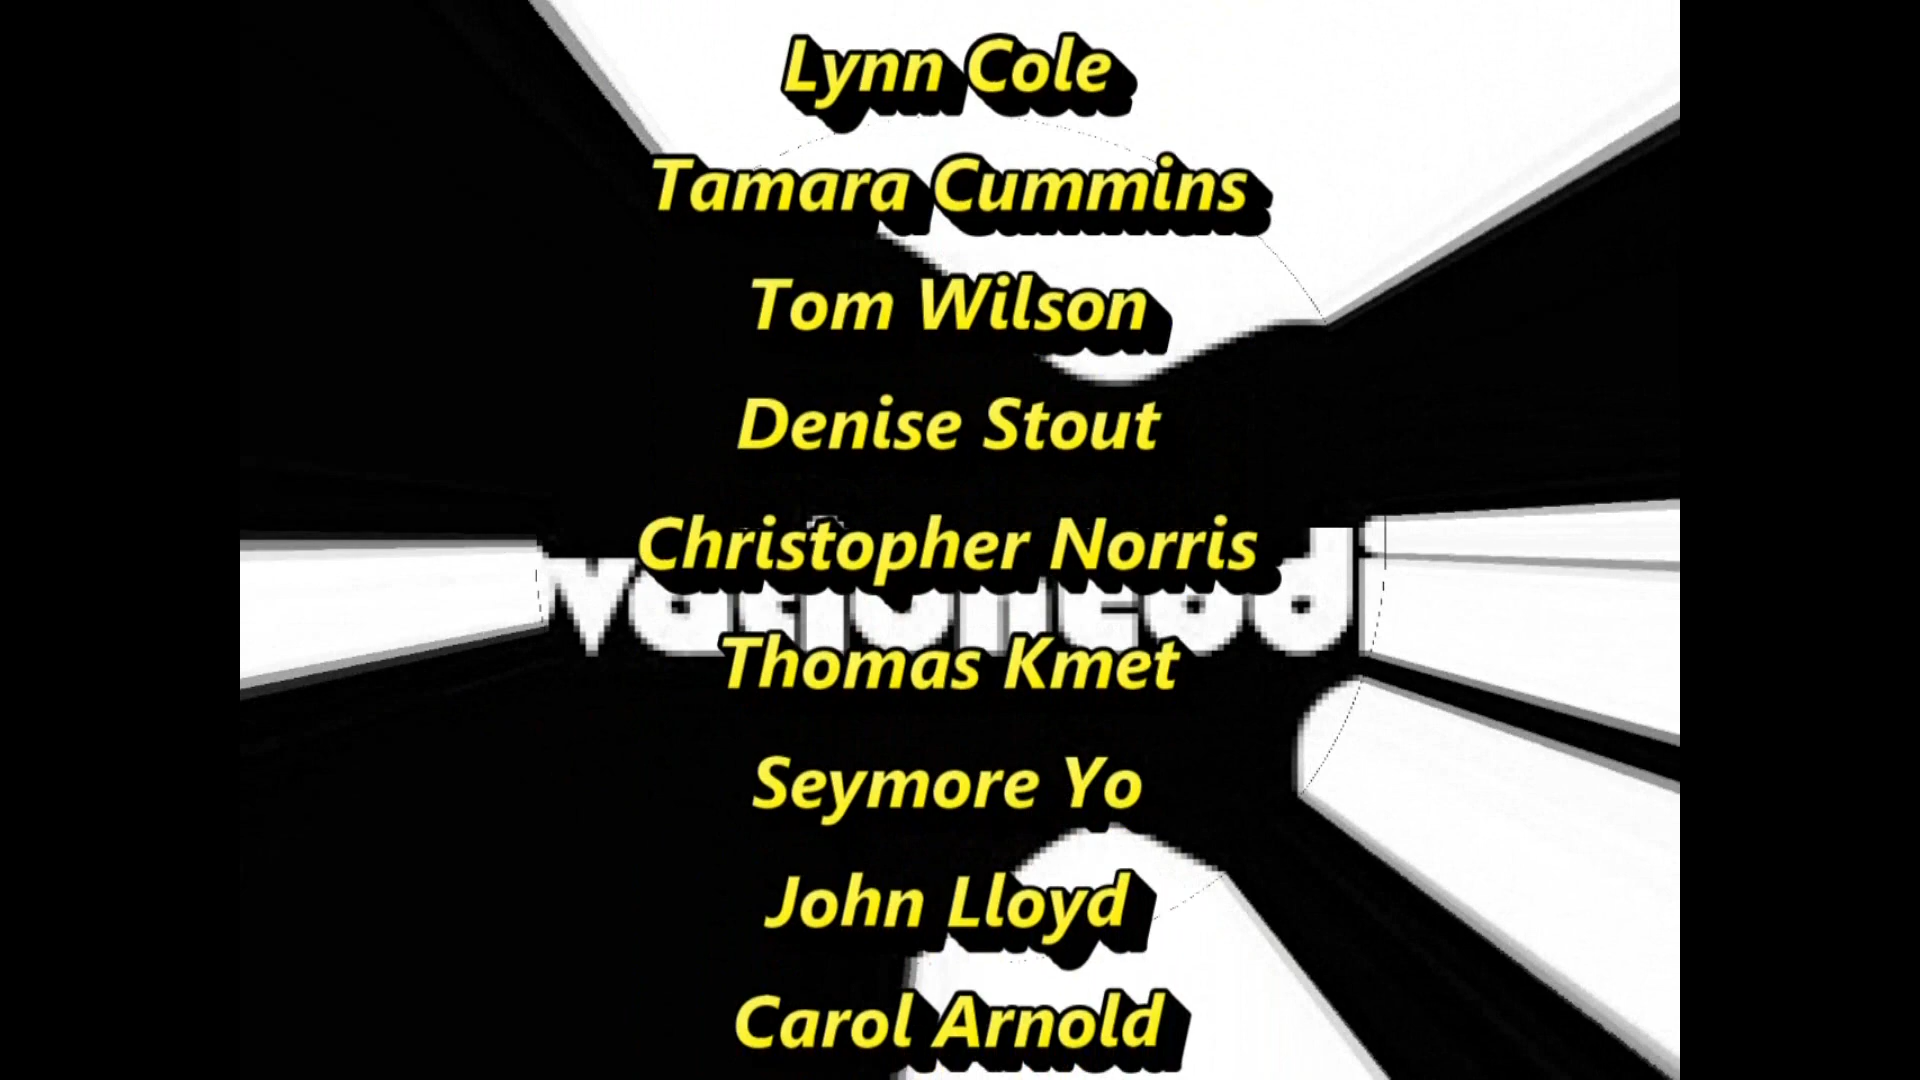 Lynn Cole
Tamara Cummins
Tom Wilson
Denise Stout
Christopher Norris
Thomas Kmet
Seymore Yo
John Lloyd
Carol Arnold